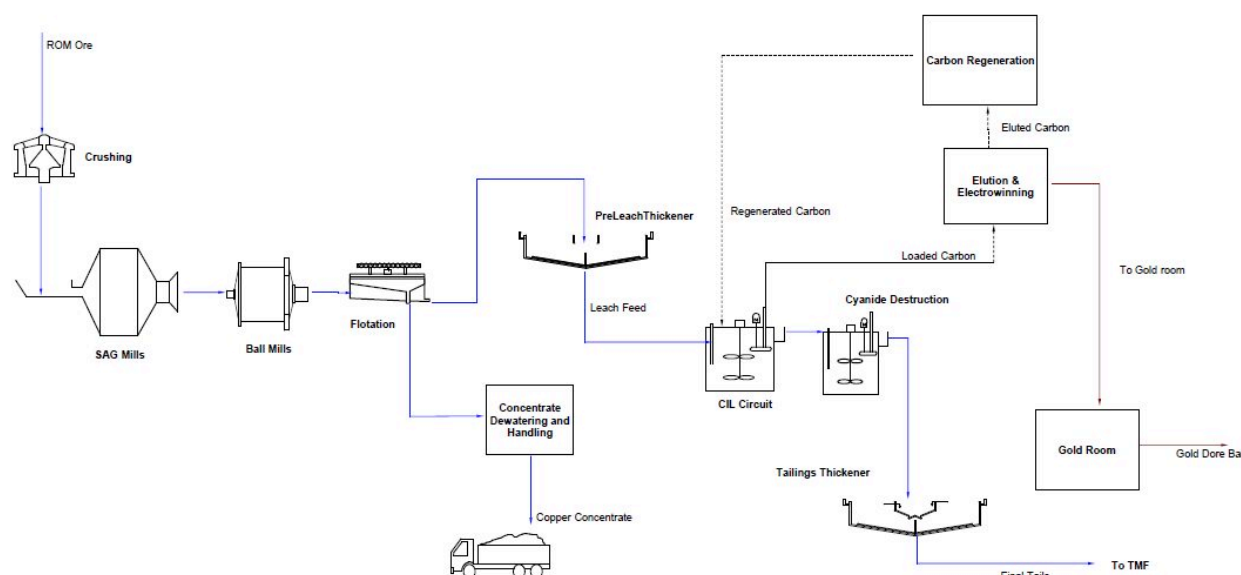 ROM Ore
Crushing
SAG Mills
Ball Mills
Flotation
PreLeachThickener
Leach Feed
Concentrate
Dewatering and
Handling
Copper Concentrate
Carbon Regeneration
Eluted Carbon
Elution &
Electrowinning
Regenerated Carbon
Loaded Carbon
To Gold room
Cyanide Destruction
CIL Circuit
Gold Room
Gold Dore Ba
Tailings Thickener
Final Tails
To TMF